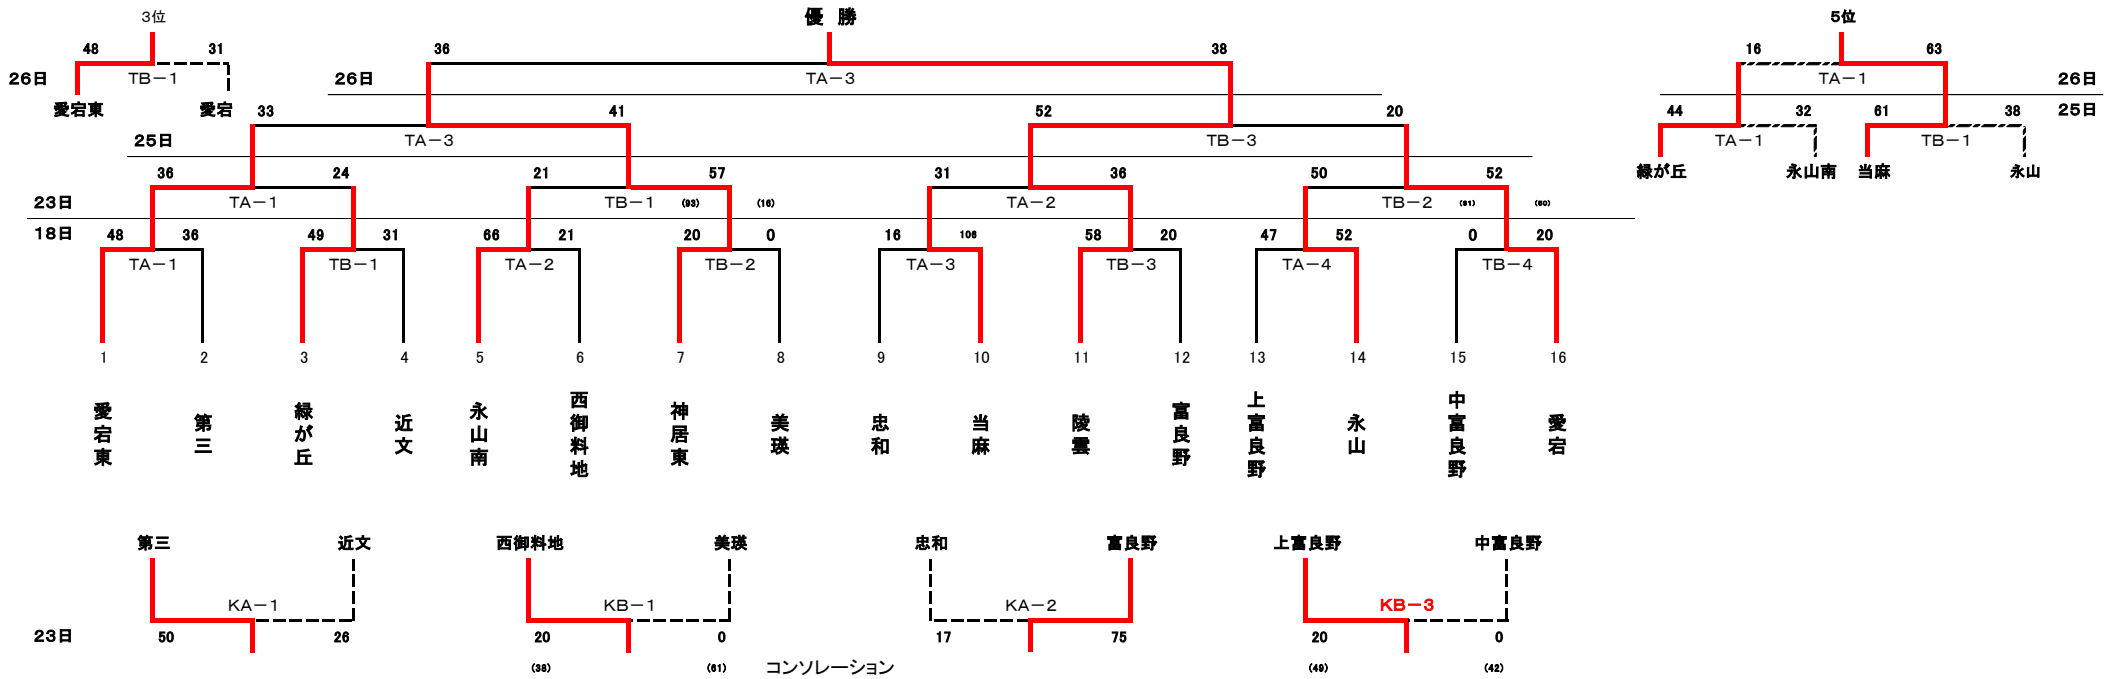 3位 優 勝 5位
48 31 36 38 16 63
26日 TB-1 26日 TA-3 TA-1 26日
愛宕東 愛宕
33 41 52 20 44 32 61 38 25日
25日 TA-3 TB-3 TA-1 TB-1
36 24 21 57 31 36 50 52 緑が丘 永山南 当麻 永山
23日 TA-1 TB-1 (93) (16) TA-2 TB-2 (81) (60)
18日 48 36 49 31 66 21 20 0 16 106 58 20 47 52 0 20
TA-1 TB-1 TA-2 TB-2 TA-3 TB-3 TA-4 TB-4
1 2 3 4 5 6 7 8 9 10 11 12 13 14 15 16
愛宕東 第三 緑が丘 近文 永山南 西御料地 神居東 美瑛 忠和 当麻 陵雲 富良野 上富良野 永山 中富良野 愛宕
第三 近文 西御料地 美瑛 忠和 富良野 上富良野 中富良野
KA-1 KB-1 KA-2 KB-3
23日 50 26 20 0 17 75 20 0
(38) (61) コンソレーション (49) (42)